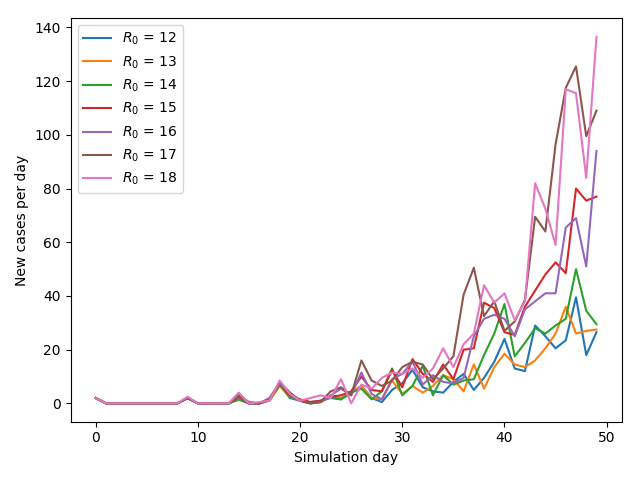 R0 = 12
R0 = 13
R0 = 14
R0 = 15
R0 = 16
R0 = 17
R0 = 18
New cases per day
140
120
100
80
60
40
20
0
0 10 20 30 40 50
Simulation day